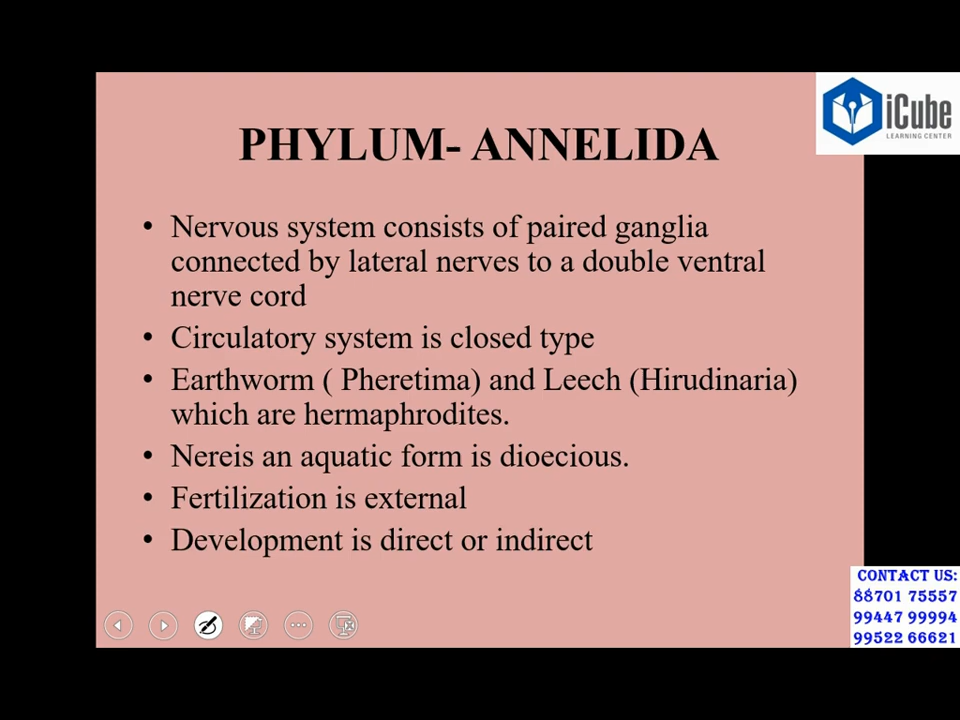 iCube
LEARNING CENTER
PHYLUM- ANNELIDA
• Nervous system consists of paired ganglia
connected by lateral nerves to a double ventral
nerve cord
• Circulatory system is closed type
• Earthworm ( Pheretima) and Leech (Hirudinaria)
which are hermaphrodites.
• Nereis an aquatic form is dioecious.
• Fertilization is external
• Development is direct or indirect
CONTACT US:
88701 75557
99447 99994
99522 66621